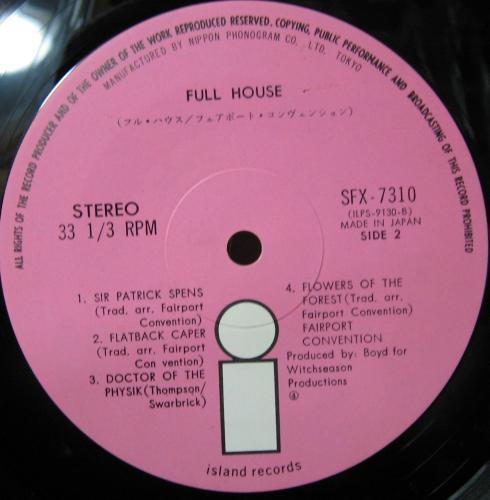 ALL RIGHTS OF THE RECORD PRODUCER AND OF THE OWNER OF THE WORK REPRODUCED RESERVED. COPYING, PUBLIC PERFORMANCE AND BROADCASTING OF THIS RECORD PROHIBITED
MANUFACTURED BY NIPPON PHONOGRAM CO., LTD. TOKYO
FULL HOUSE
(フル・ハウス/フェアポート・コンヴェンション)
STEREO
33 1/3 RPM
SFX-7310
(ILPS-9130-B)
MADE IN JAPAN
SIDE 2
1. SIR PATRICK SPENS
(Trad. arr. Fairport
Convention)
2. FLATBACK CAPER
(Trad. arr. Fairport
Con vention)
3. DOCTOR OF THE
PHYSIK(Thompson/
Swarbrick)
4. FLOWERS OF THE
FOREST(Trad. arr.
Fairport Convention)
FAIRPORT
CONVENTION
Produced by: Boyd for
Witchseason
Productions
i
island records